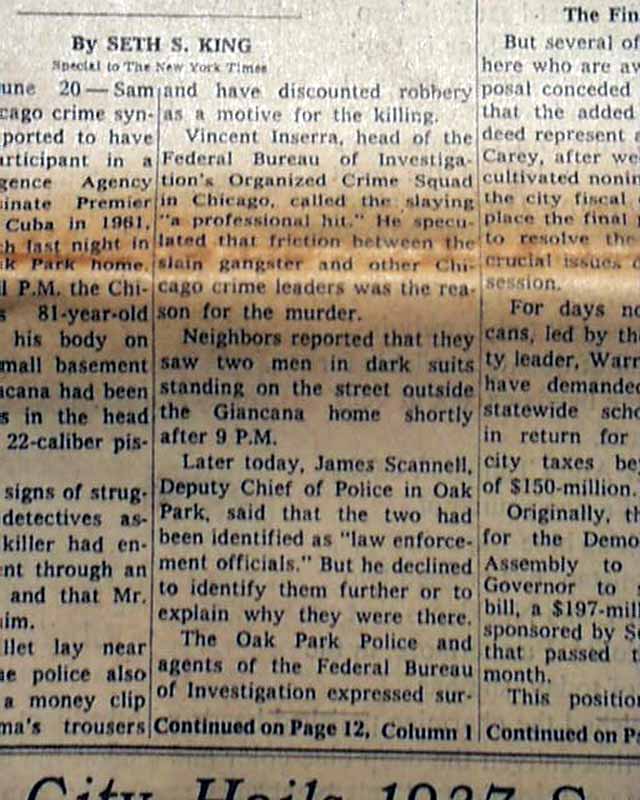 By SETH S. KING
Special to The New York Times
June 20 — Sam
cago crime syn-
ported to have
articipant in a
gence Agency
sinate Premier
Cuba in 1961,
h last night in
k Park home.
P.M. the Chi-
s 81-year-old
his body on
mall basement
acana had been
s in the head
22-caliber pis-
signs of strug-
detectives as-
killer had en-
nt through an
and that Mr.
im.
llet lay near
e police also
a money clip
ma's trousers
and have discounted robbery
as a motive for the killing.
Vincent Inserra, head of the
Federal Bureau of Investiga-
tion's Organized Crime Squad
in Chicago, called the slaying
"a professional hit." He specu-
lated that friction between the
slain gangster and other Chi-
cago crime leaders was the rea-
son for the murder.
Neighbors reported that they
saw two men in dark suits
standing on the street outside
the Giancana home shortly
after 9 P.M.
Later today, James Scannell,
Deputy Chief of Police in Oak
Park, said that the two had
been identified as "law enforce-
ment officials." But he declined
to identify them further or to
explain why they were there.
The Oak Park Police and
agents of the Federal Bureau
of Investigation expressed sur-
Continued on Page 12, Column 1
The Fin
But several of
here who are aw
posal conceded
that the added
deed represent
Carey, after we
cultivated nonin
the city fiscal
place the final
to resolve the
crucial issues
session.
For days no
cans, led by th
ty leader, Warr
have demanded
statewide scho
in return for
city taxes bey
of $150-million.
Originally, th
for the Demo
Assembly to
Governor to s
bill, a $197-mil
sponsored by Se
that passed t
month.
This position
Continued on Pa
City Hails 1937 S